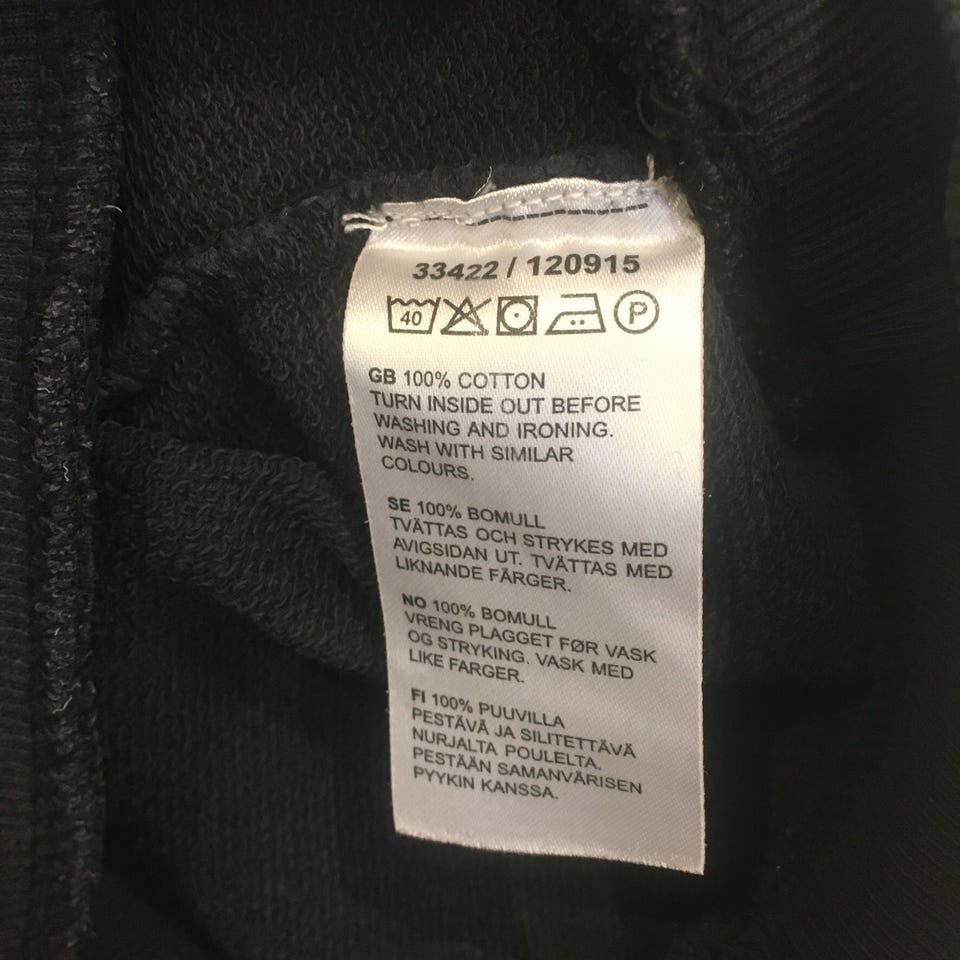 33422 / 120915
40 P
GB 100% COTTON
TURN INSIDE OUT BEFORE
WASHING AND IRONING.
WASH WITH SIMILAR
COLOURS.
SE 100% BOMULL
TVÄTTAS OCH STRYKES MED
AVIGSIDAN UT. TVÄTTAS MED
LIKNANDE FÄRGER.
NO 100% BOMULL
VRENG PLAGGET FØR VASK
OG STRYKING. VASK MED
LIKE FARGER.
FI 100% PUUVILLA
PESTÄVÄ JA SILITETTÄVÄ
NURJALTA POULELTA.
PESTÄÄN SAMANVÄRISEN
PYYKIN KANSSA.